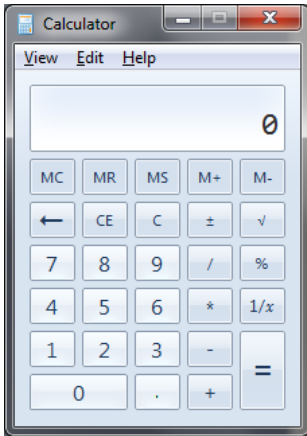 Calculator
View Edit Help
0
MC MR MS M+ M-
← CE C ± √
7 8 9 / %
4 5 6 * 1/x
1 2 3 -
=
0 . +